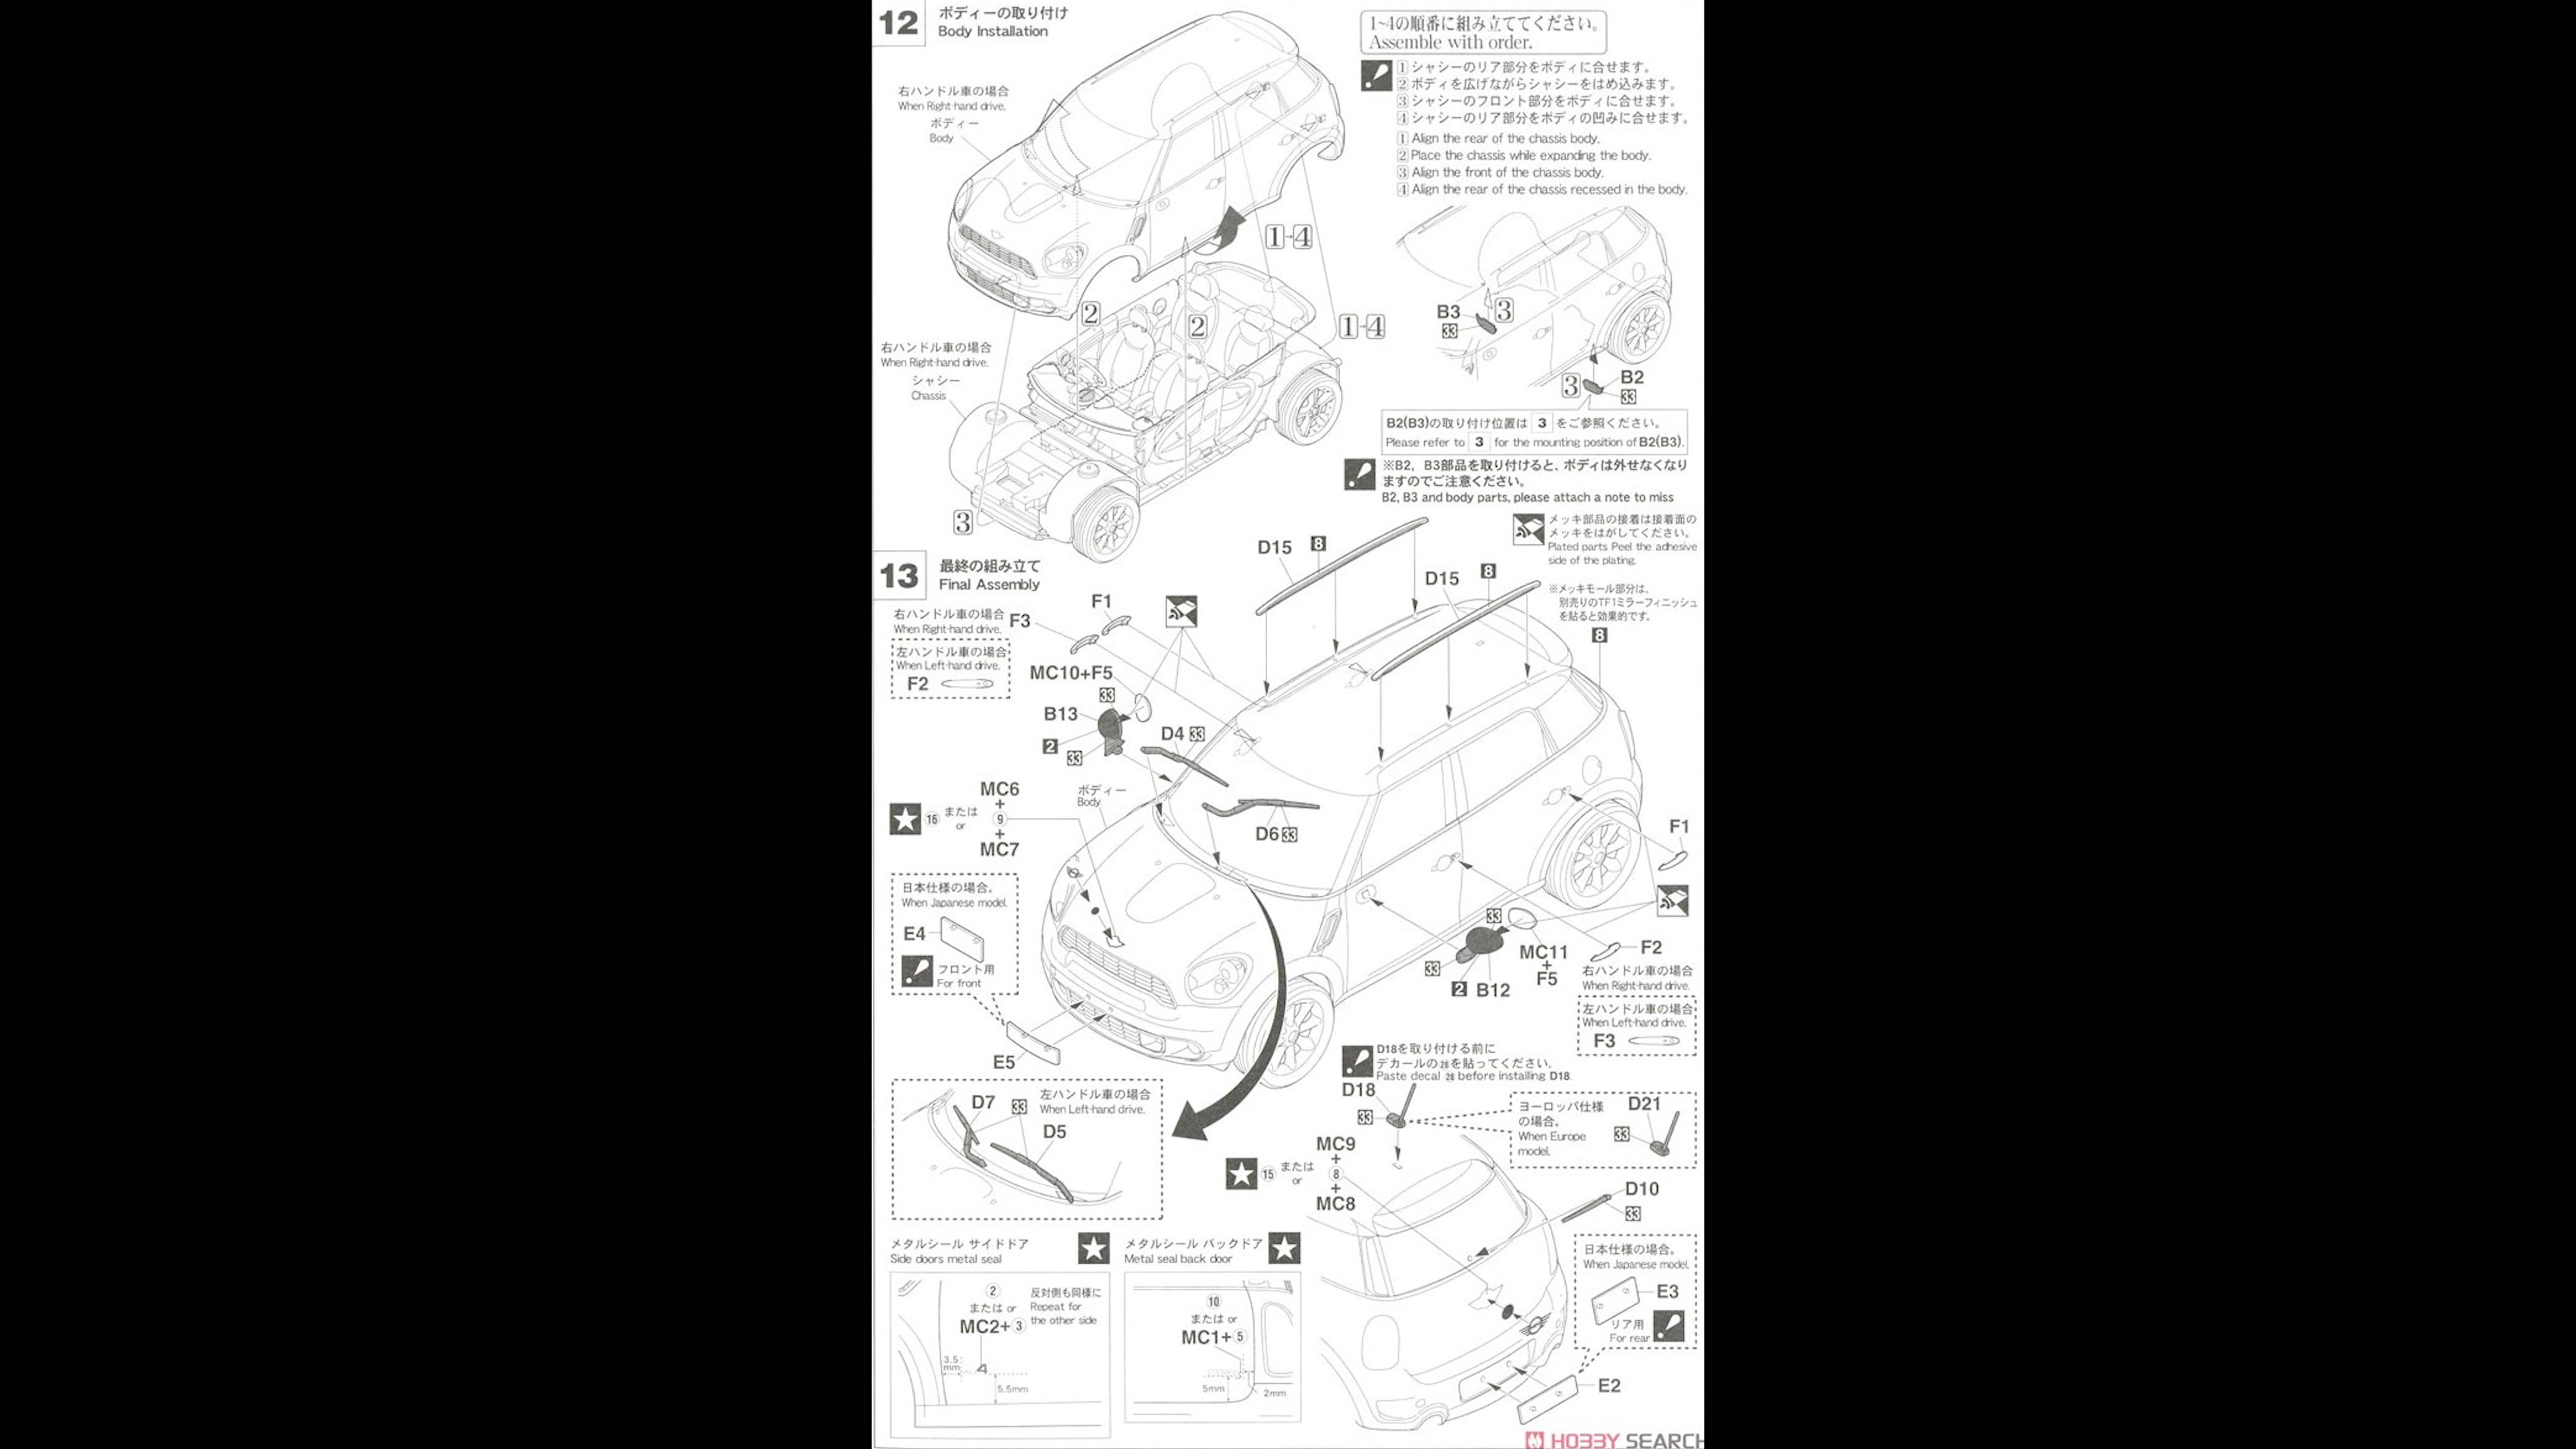 12
ボディーの取り付け
Body Installation
1~4の順番に組み立ててください。
Assemble with order.
1 シャシーのリア部分をボディに合せます。
2 ボディを広げながらシャシーをはめ込みます。
3 シャシーのフロント部分をボディに合せます。
4 シャシーのリア部分をボディの凹みに合せます。
1 Align the rear of the chassis body.
2 Place the chassis while expanding the body.
3 Align the front of the chassis body.
4 Align the rear of the chassis recessed in the body.
右ハンドル車の場合
When Right-hand drive.
ボディー
Body
1-4
2
2
1-4
B3
33
3
3
B2
33
右ハンドル車の場合
When Right-hand drive.
シャシー
Chassis
3
B2(B3)の取り付け位置は 3 をご参照ください。
Please refer to 3 for the mounting position of B2(B3).
※B2, B3部品を取り付けると、ボディは外せなくなり
ますのでご注意ください。
B2, B3 and body parts, please attach a note to miss
メッキ部品の接着は接着面の
メッキをはがしてください。
Plated parts Peel the adhesive
side of the plating.
※メッキモール部分は、
別売りのTF1ミラーフィニッシュ
を貼ると効果的です。
8
13
最終の組み立て
Final Assembly
D15 8
D15 8
右ハンドル車の場合
When Right-hand drive.
F3
F1
左ハンドル車の場合
When Left-hand drive.
F2
MC10+F5
33
B13
2
33
D4 33
D6 33
ボディー
Body
16 または
or
MC6
+
9
+
MC7
日本仕様の場合。
When Japanese model.
E4
フロント用
For front
E5
F1
33
MC11
+
F5
33
2 B12
F2
右ハンドル車の場合
When Right-hand drive.
左ハンドル車の場合
When Left-hand drive.
F3
D18を取り付ける前に
デカールの28を貼ってください。
Paste decal 28 before installing D18.
D18
33
ヨーロッパ仕様
の場合。
When Europe
model.
D21
33
D7
33
左ハンドル車の場合
When Left-hand drive.
D5
15 または
or
MC9
+
8
+
MC8
D10
33
日本仕様の場合。
When Japanese model.
E3
リア用
For rear
E2
メタルシール サイドドア
Side doors metal seal
2
または or
MC2+3
反対側も同様に
Repeat for
the other side
3.5
mm
4
5.5mm
メタルシール バックドア
Metal seal back door
10
または or
MC1+5
5mm
2mm
HOBBY SEARCH